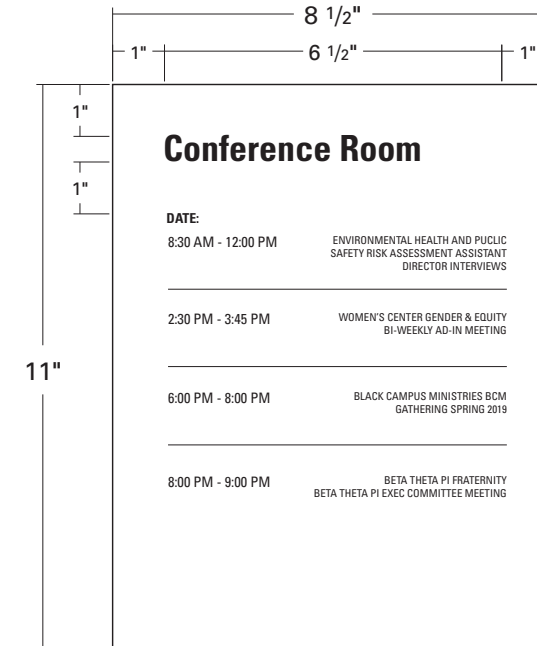 8 1/2"
1" 6 1/2" 1"
1"
Conference Room
1"
DATE:
8:30 AM - 12:00 PM ENVIRONMENTAL HEALTH AND PUCLIC
SAFETY RISK ASSESSMENT ASSISTANT
DIRECTOR INTERVIEWS
2:30 PM - 3:45 PM WOMEN'S CENTER GENDER & EQUITY
BI-WEEKLY AD-IN MEETING
11"
6:00 PM - 8:00 PM BLACK CAMPUS MINISTRIES BCM
GATHERING SPRING 2019
8:00 PM - 9:00 PM BETA THETA PI FRATERNITY
BETA THETA PI EXEC COMMITTEE MEETING